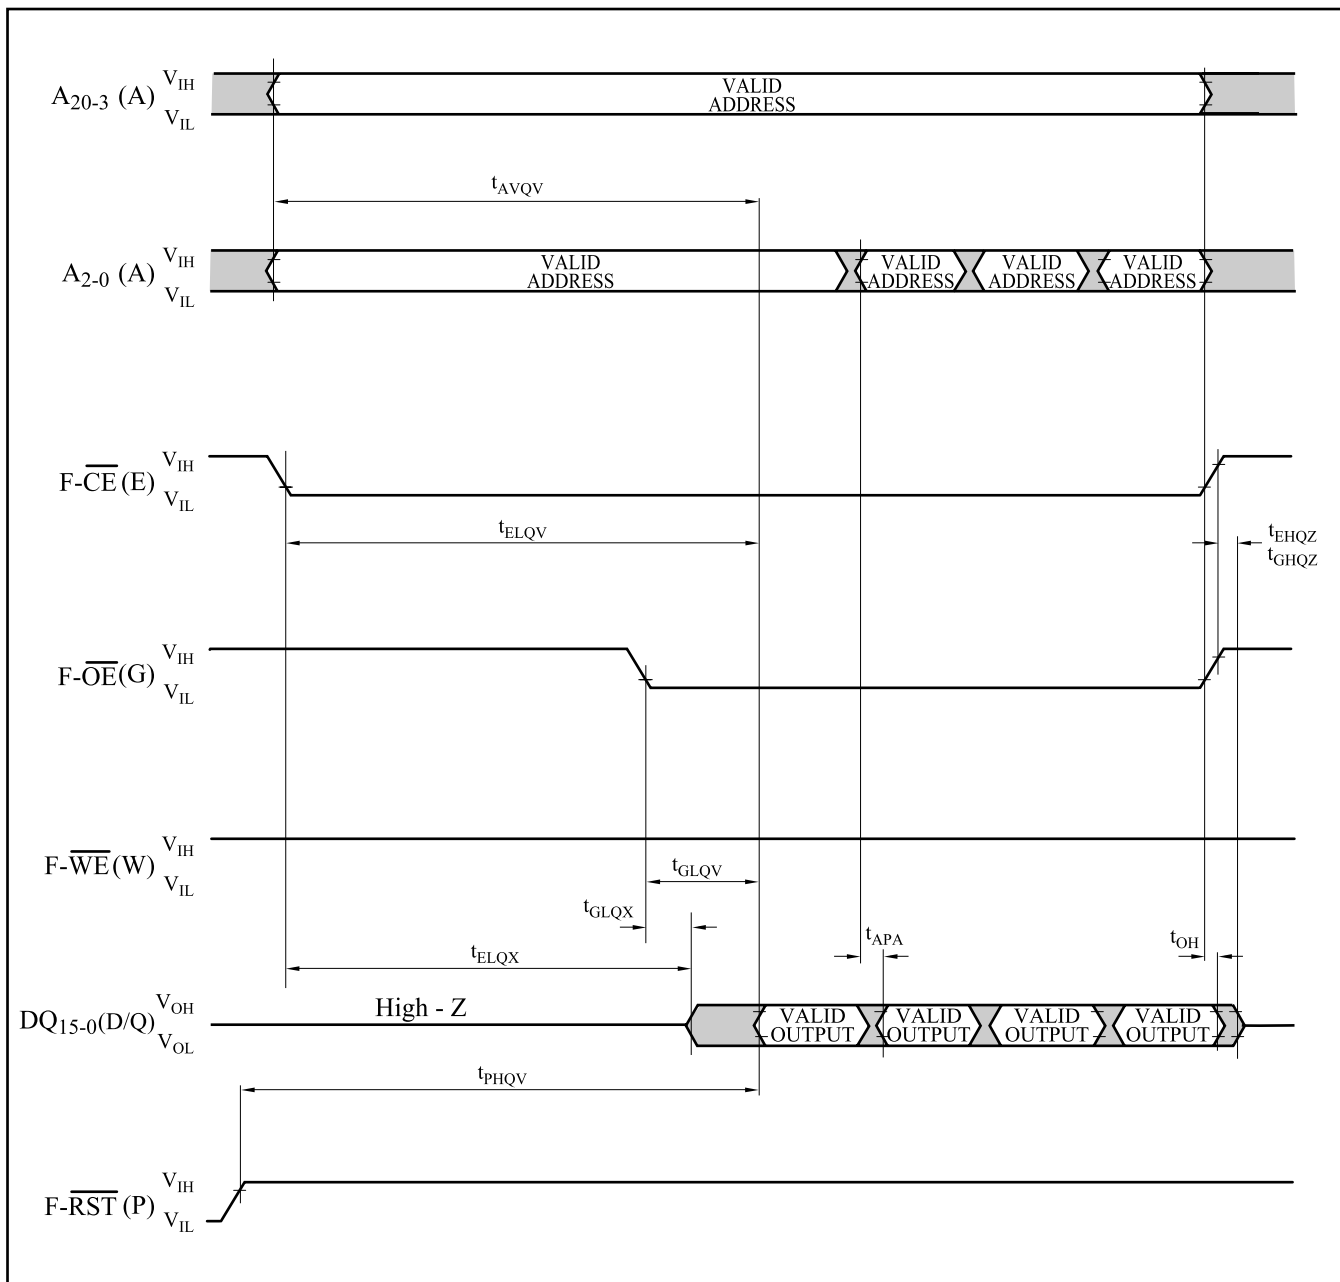 A20-3 (A) VIH VIL
VALID ADDRESS
tAVQV
A2-0 (A) VIH VIL
VALID ADDRESS
VALID ADDRESS
VALID ADDRESS
VALID ADDRESS
F-CE(E) VIH VIL
tELQV
tEHQZ
tGHQZ
F-OE(G) VIH VIL
F-WE(W) VIH VIL
tGLQV
tGLQX
tELQX
tAPA
tOH
DQ15-0(D/Q) VOH VOL
High - Z
VALID OUTPUT
VALID OUTPUT
VALID OUTPUT
VALID OUTPUT
tPHQV
F-RST(P) VIH VIL